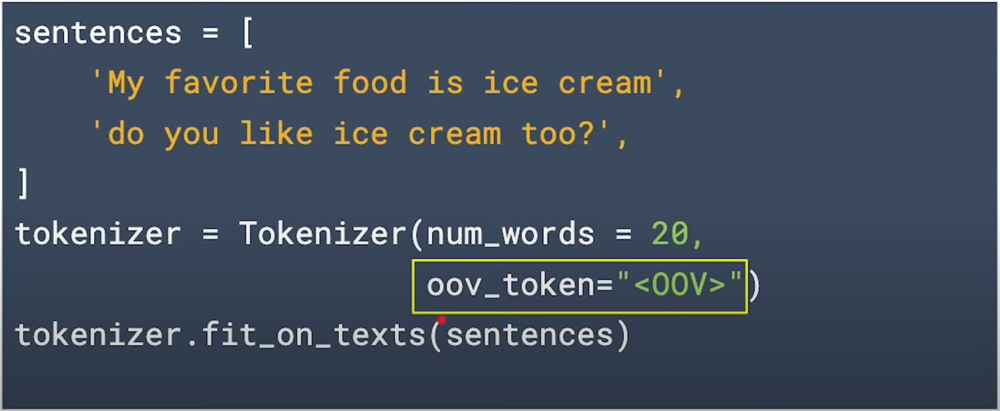 sentences = [
'My favorite food is ice cream',
'do you like ice cream too?',
]
tokenizer = Tokenizer(num_words = 20,
oov_token="<OOV>")
tokenizer.fit_on_texts(sentences)